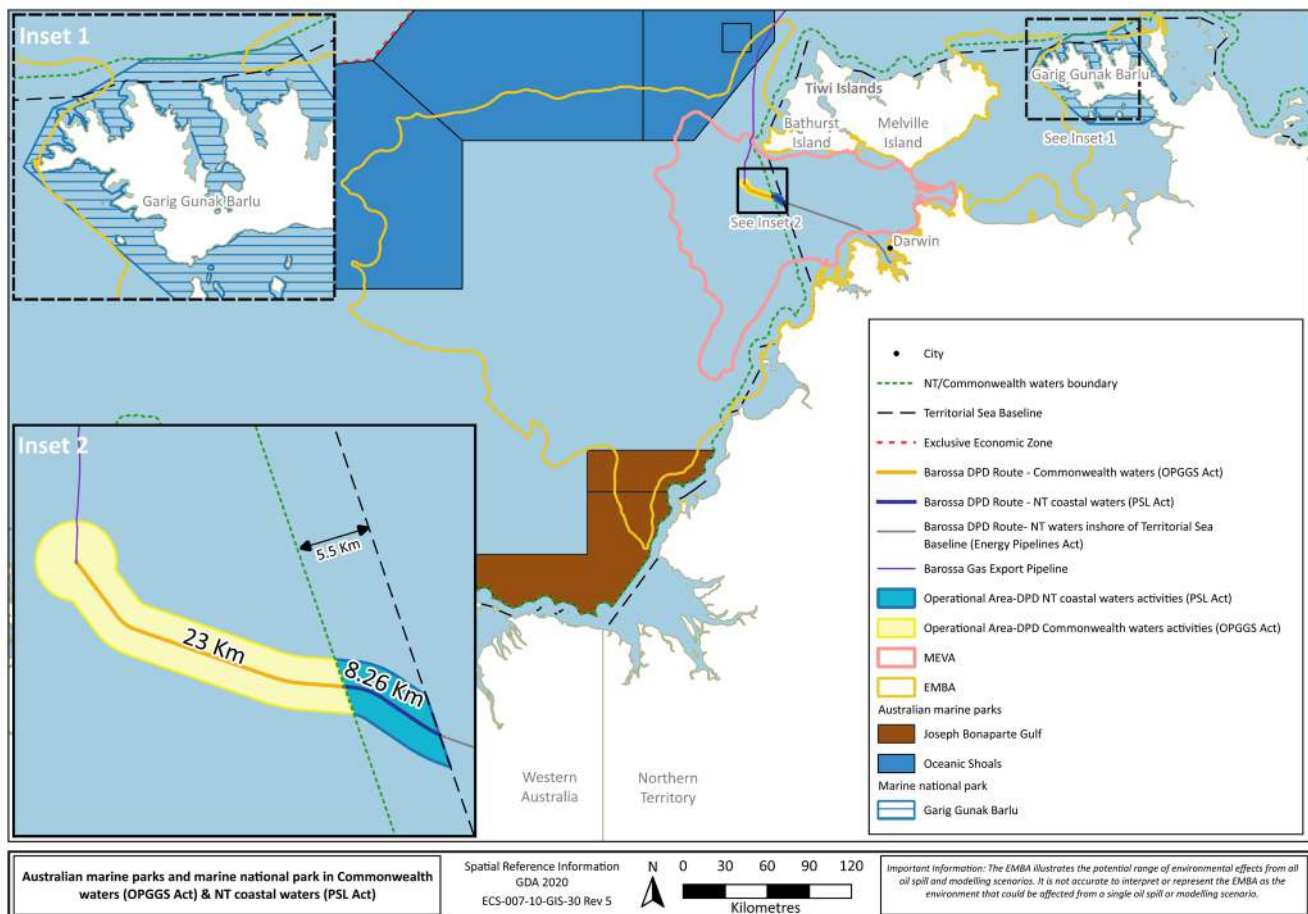 Inset 1
Garig Gunak Barlu
Tiwi Islands
Bathurst
Island
Melville
Island
Garig Gunak Barlu
See Inset 1
See Inset 2
Darwin
Inset 2
5.5 Km
23 Km
8.26 Km
Western
Australia
Northern
Territory
City
NT/Commonwealth waters boundary
Territorial Sea Baseline
Exclusive Economic Zone
Barossa DPD Route - Commonwealth waters (OPGGS Act)
Barossa DPD Route - NT coastal waters (PSL Act)
Barossa DPD Route- NT waters inshore of Territorial Sea
Baseline (Energy Pipelines Act)
Barossa Gas Export Pipeline
Operational Area-DPD NT coastal waters activities (PSL Act)
Operational Area-DPD Commonwealth waters activities (OPGGS Act)
MEVA
EMBA
Australian marine parks
Joseph Bonaparte Gulf
Oceanic Shoals
Marine national park
Garig Gunak Barlu
Australian marine parks and marine national park in Commonwealth
waters (OPGGS Act) & NT coastal waters (PSL Act)
Spatial Reference Information
GDA 2020
ECS-007-10-GIS-30 Rev 5
N
0 30 60 90 120
Kilometres
Important Information: The EMBA illustrates the potential range of environmental effects from all
oil spill and modelling scenarios. It is not accurate to interpret or represent the EMBA as the
environment that could be affected from a single oil spill or modelling scenario.